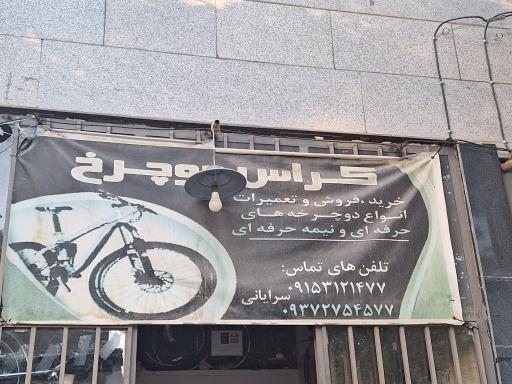 کراس دوچرخ
خرید ،فروش و تعمیرات
انواع دوچرخه های
حرفه ای و نیمه حرفه ای
تلفن های تماس:
۰۹۱۵۳۱۲۱۴۷۷
سرایانی
۰۹۳۷۲۷۵۴۵۷۷